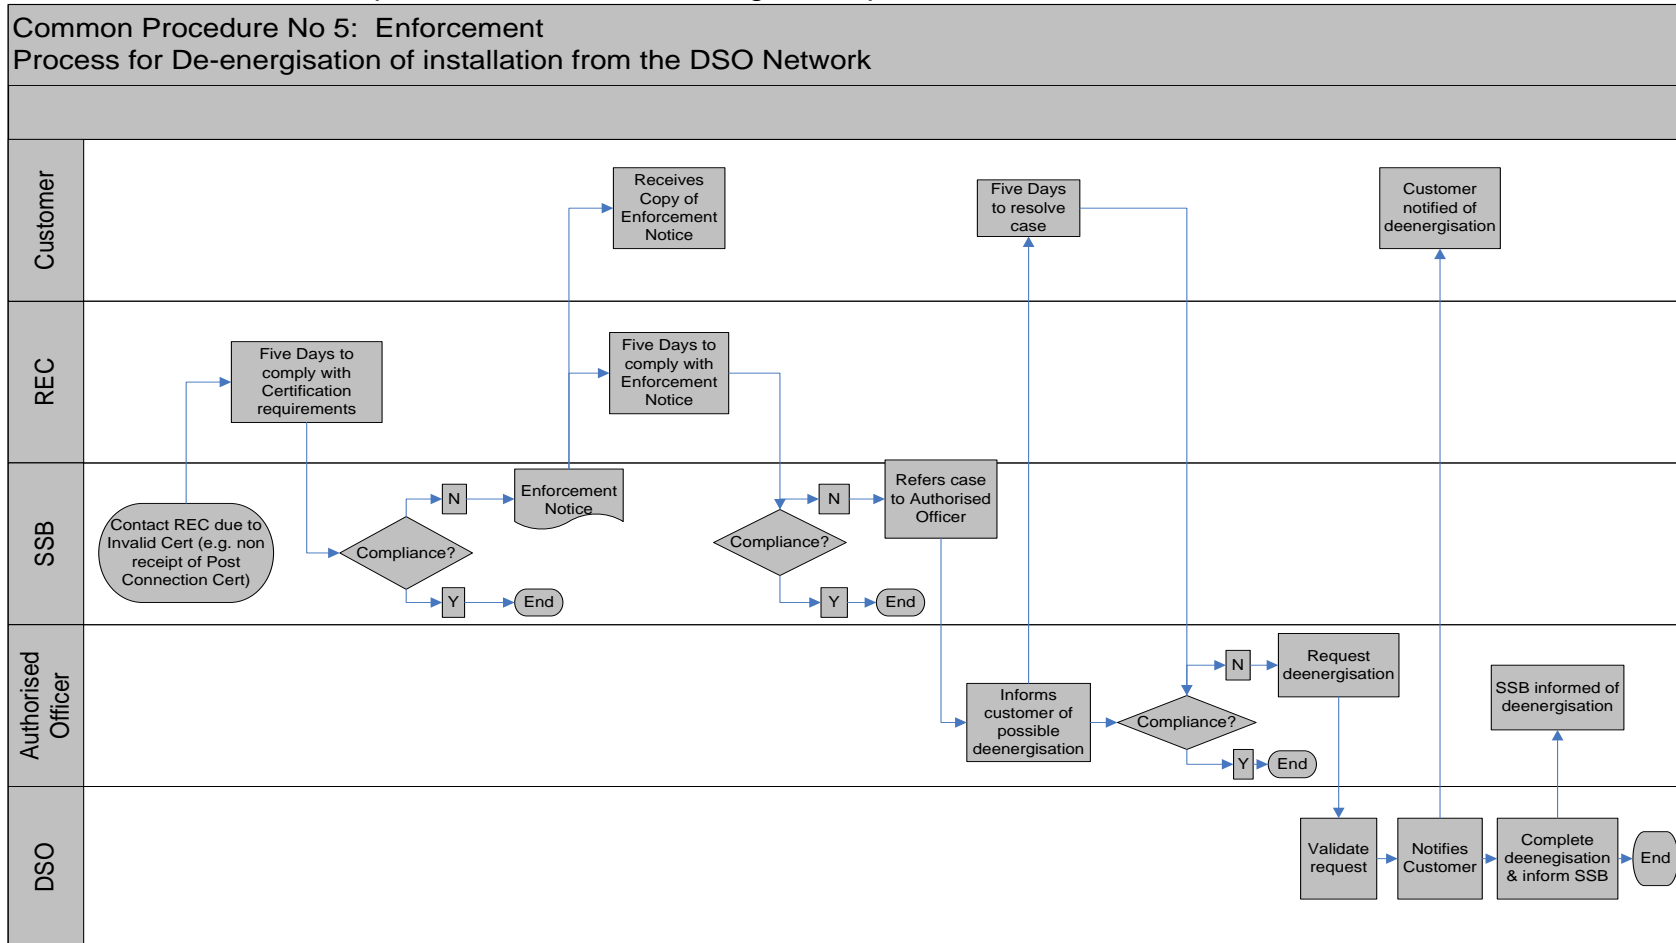 Common Procedure No 5:  Enforcement
Process for De-energisation of installation from the DSO Network
Customer
Receives
Copy of
Enforcement
Notice
Five Days
to resolve
case
Customer
notified of
deenergisation
REC
Five Days to
comply with
Certification
requirements
Five Days to
comply with
Enforcement
Notice
SSB
Contact REC due to
Invalid Cert (e.g. non
receipt of Post
Connection Cert)
Compliance?
N
Enforcement
Notice
Y
End
Compliance?
N
Refers case
to Authorised
Officer
Y
End
Authorised
Officer
Informs
customer of
possible
deenergisation
Compliance?
N
Request
deenergisation
Y
End
SSB informed of
deenergisation
DSO
Validate
request
Notifies
Customer
Complete
deenegisation
& inform SSB
End